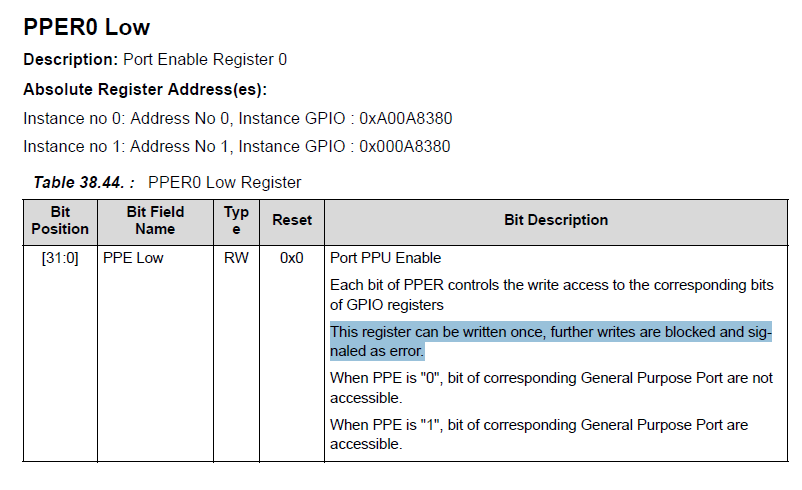 PPER0 Low
Description: Port Enable Register 0
Absolute Register Address(es):
Instance no 0: Address No 0, Instance GPIO : 0xA00A8380
Instance no 1: Address No 1, Instance GPIO : 0x000A8380
Table 38.44. : PPER0 Low Register
Bit Position
Bit Field Name
Typ e
Reset
Bit Description
[31:0]
PPE Low
RW
0x0
Port PPU Enable
Each bit of PPER controls the write access to the corresponding bits
of GPIO registers
This register can be written once, further writes are blocked and sig-
naled as error.
When PPE is "0", bit of corresponding General Purpose Port are not
accessible.
When PPE is "1", bit of corresponding General Purpose Port are
accessible.